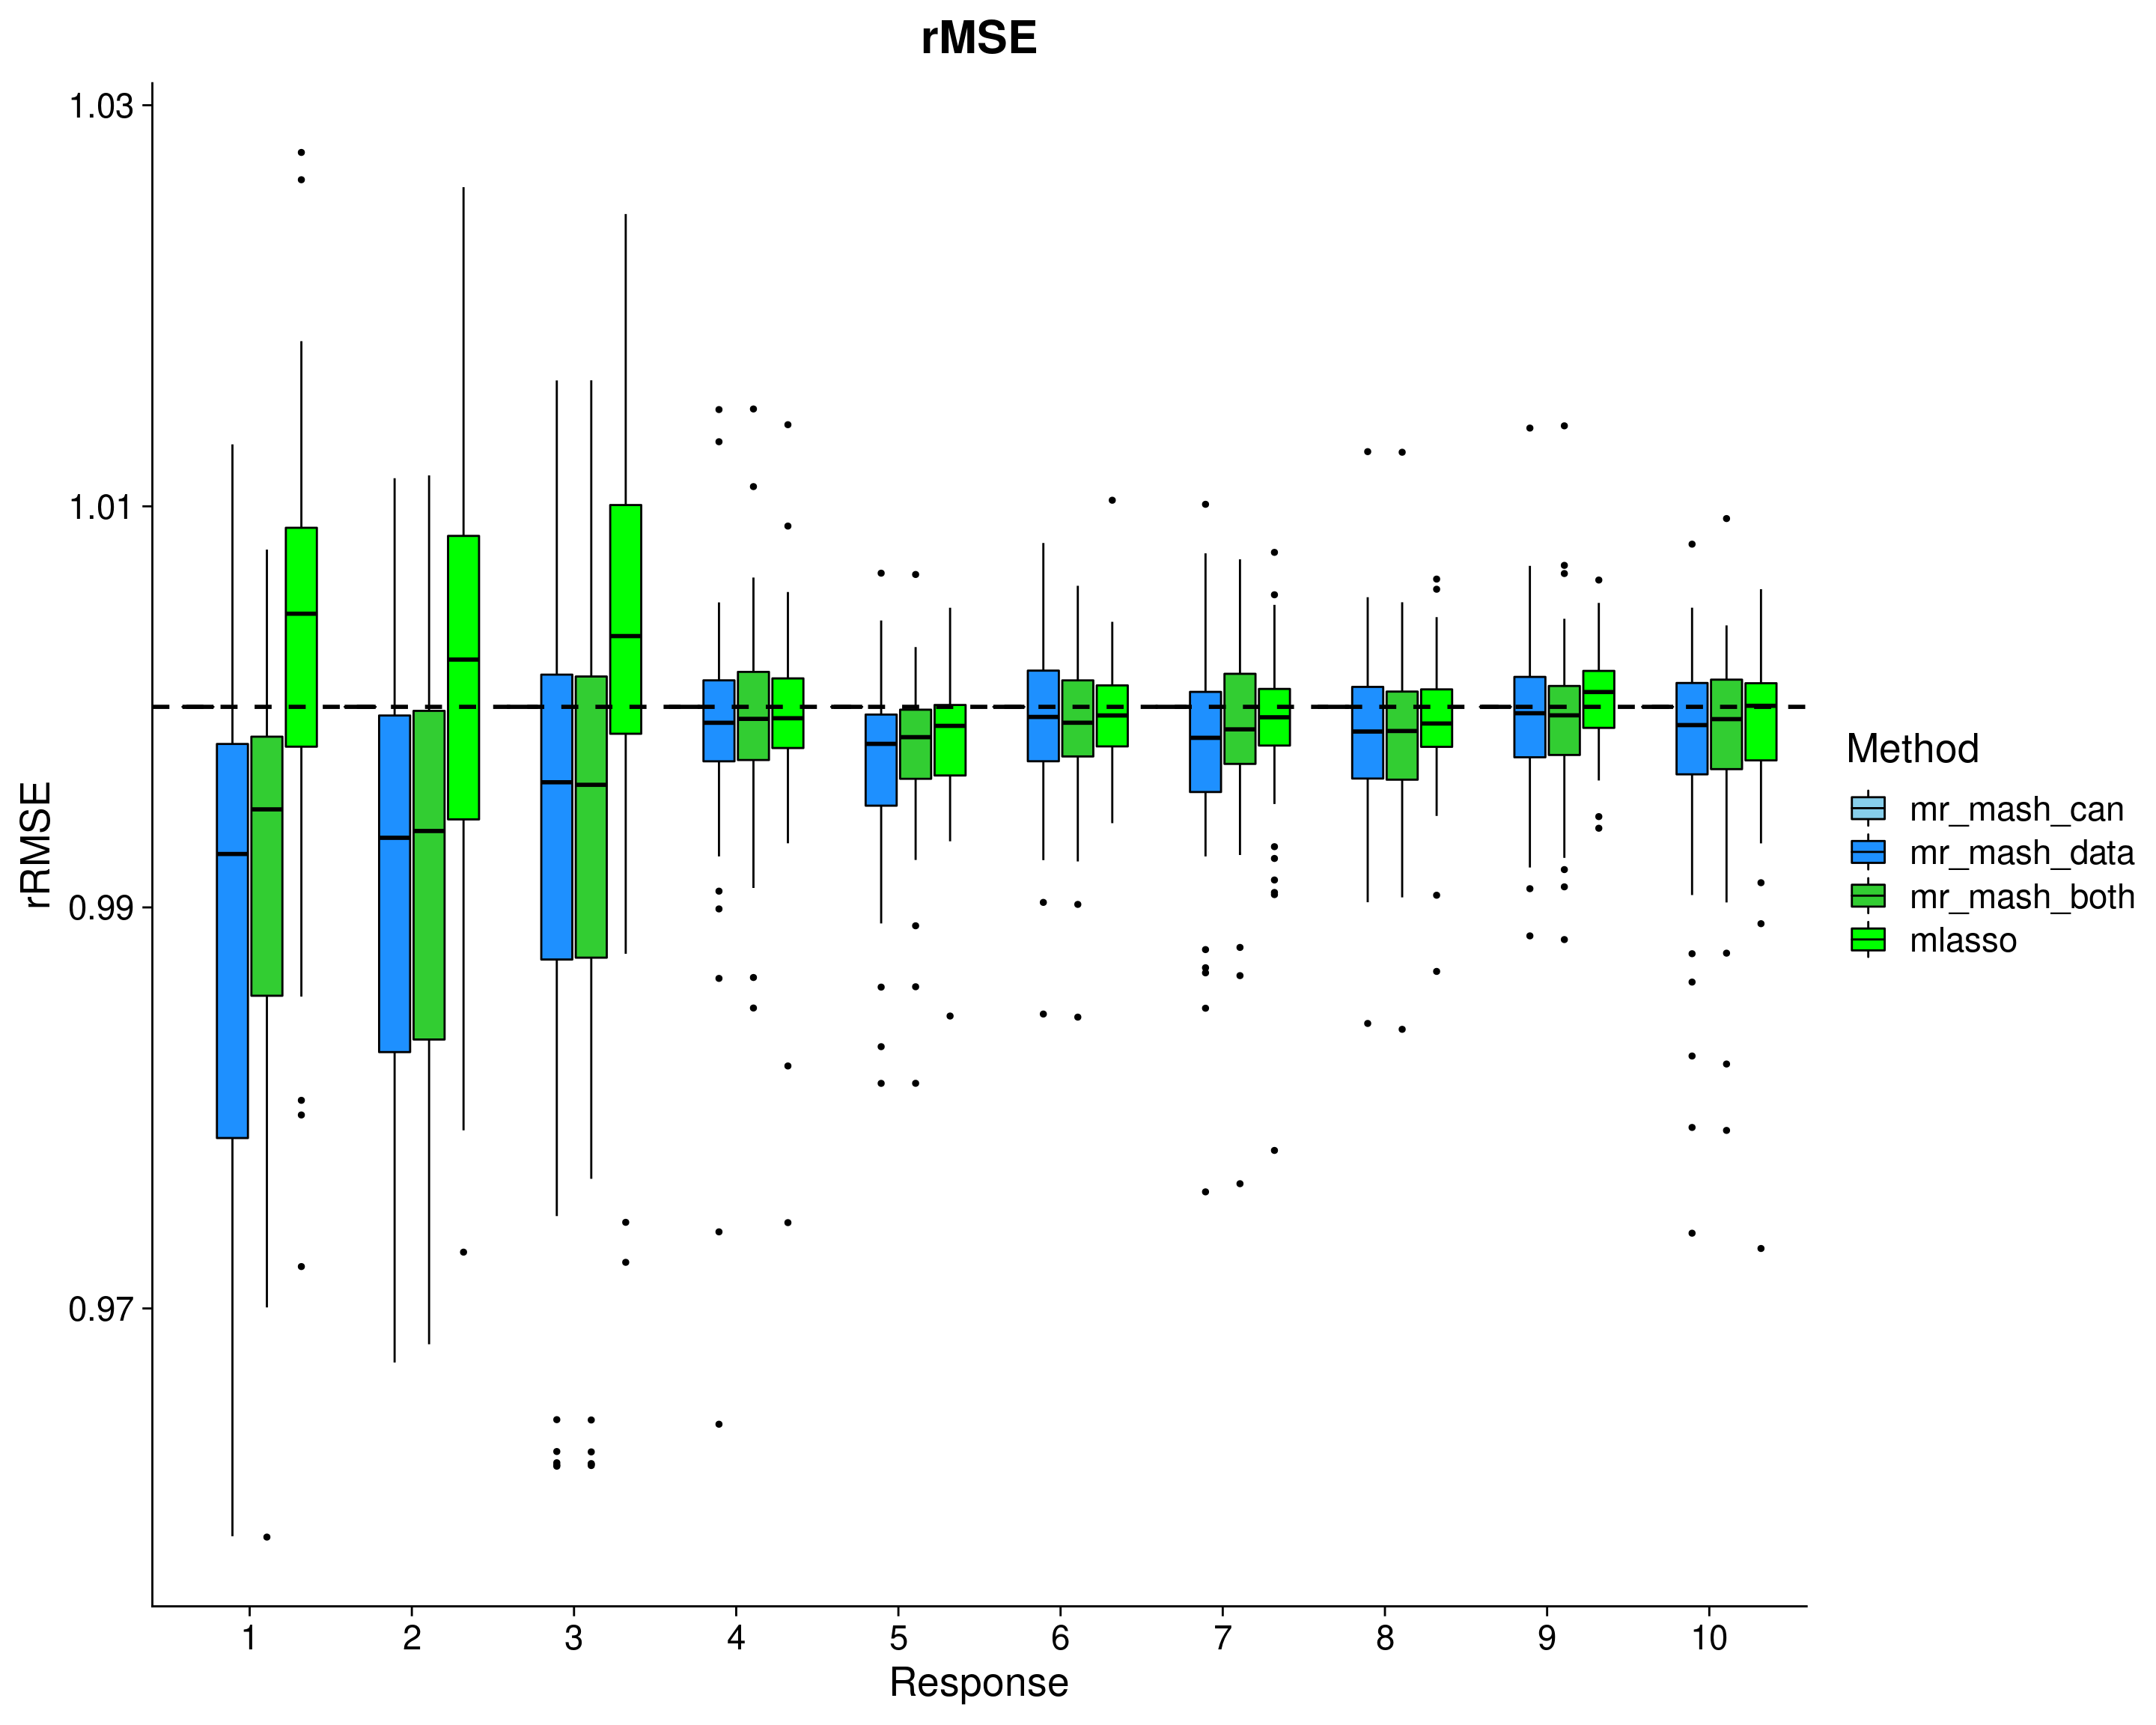 rMSE
1.03
1.01
0.99
0.97
rRMSE
1 2 3 4 5 6 7 8 9 10
Response
Method
mr_mash_can
mr_mash_data
mr_mash_both
mlasso